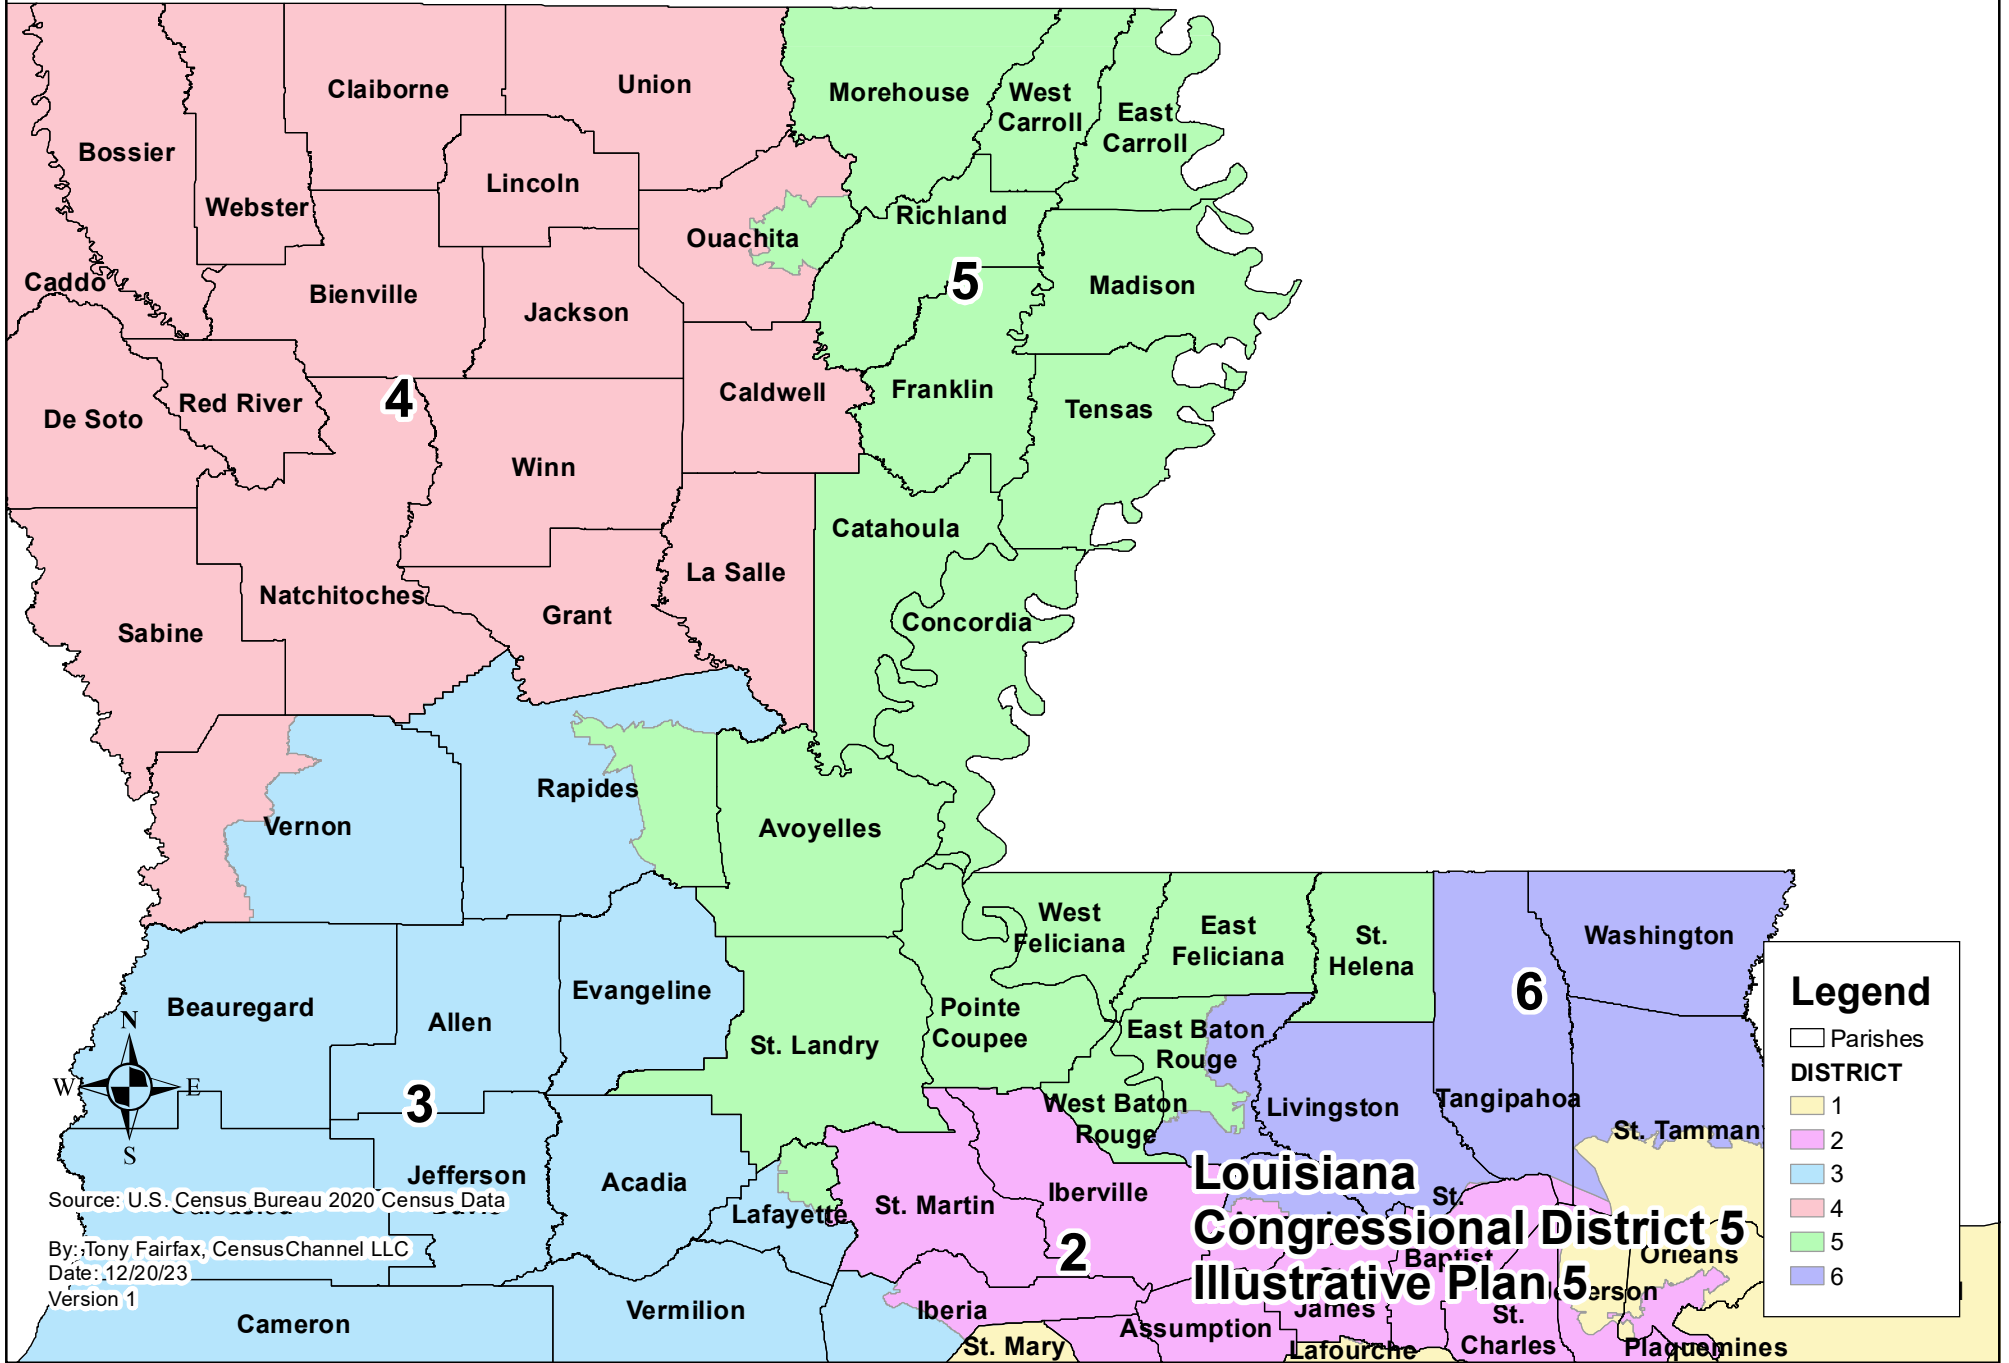 Claiborne
Union
Morehouse
West
Carroll
East
Carroll
Bossier
Webster
Lincoln
Ouachita
Richland
Caddo
Bienville
Jackson
5
Madison
De Soto
Red River
4
Caldwell
Franklin
Tensas
Winn
Catahoula
La Salle
Natchitoches
Sabine
Grant
Concordia
Rapides
Vernon
Avoyelles
West
Feliciana
East
Feliciana
St.
Helena
Washington
Beauregard
Allen
Evangeline
Pointe
Coupee
St. Landry
East Baton
Rouge
6
N
W
E
S
3
West Baton
Rouge
Livingston
Tangipahoa
St. Tamman
Jefferson
Acadia
Lafayette
St. Martin
Iberville
2
St.
Baptist
Orleans
Cameron
Vermilion
Iberia
St. Mary
Assumption
James
St.
Charles
Lafourche
Plaquemines
Louisiana
Congressional District 5
Illustrative Plan 5
Source: U.S. Census Bureau 2020 Census Data
By: Tony Fairfax, CensusChannel LLC
Date: 12/20/23
Version 1
Legend
Parishes
DISTRICT
1
2
3
4
5
6